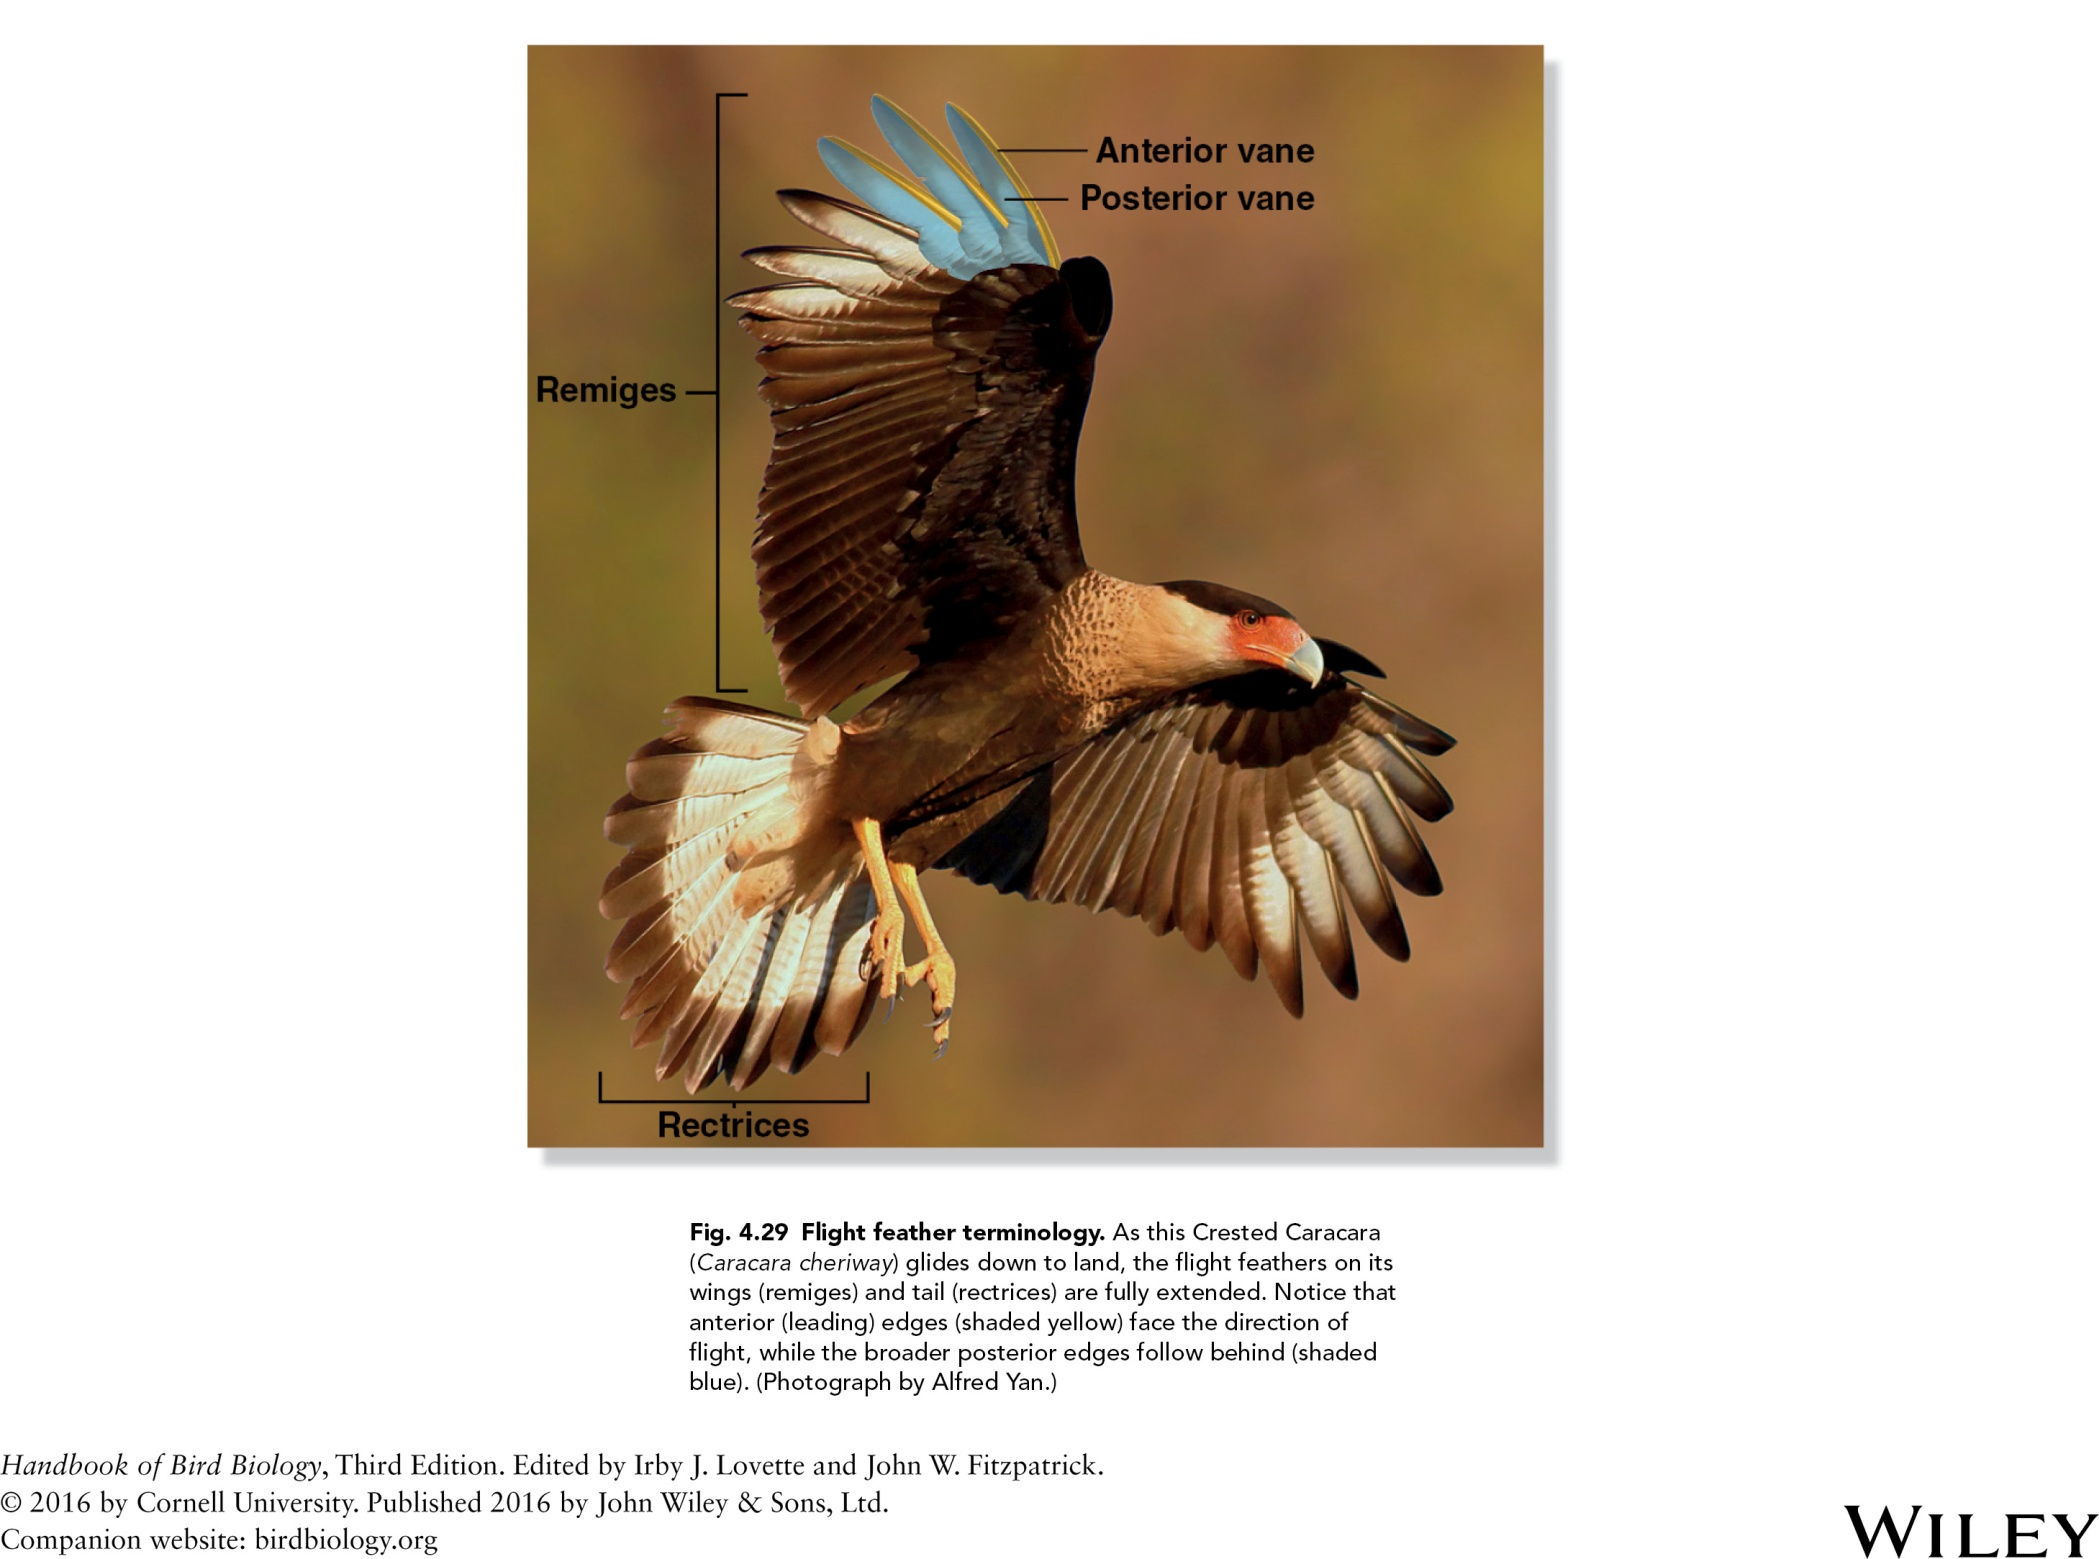 Anterior vane
Posterior vane
Remiges
Rectrices
Fig. 4.29 Flight feather terminology. As this Crested Caracara
(Caracara cheriway) glides down to land, the flight feathers on its
wings (remiges) and tail (rectrices) are fully extended. Notice that
anterior (leading) edges (shaded yellow) face the direction of
flight, while the broader posterior edges follow behind (shaded
blue). (Photograph by Alfred Yan.)
Handbook of Bird Biology, Third Edition. Edited by Irby J. Lovette and John W. Fitzpatrick.
© 2016 by Cornell University. Published 2016 by John Wiley & Sons, Ltd.
Companion website: birdbiology.org
WILEY